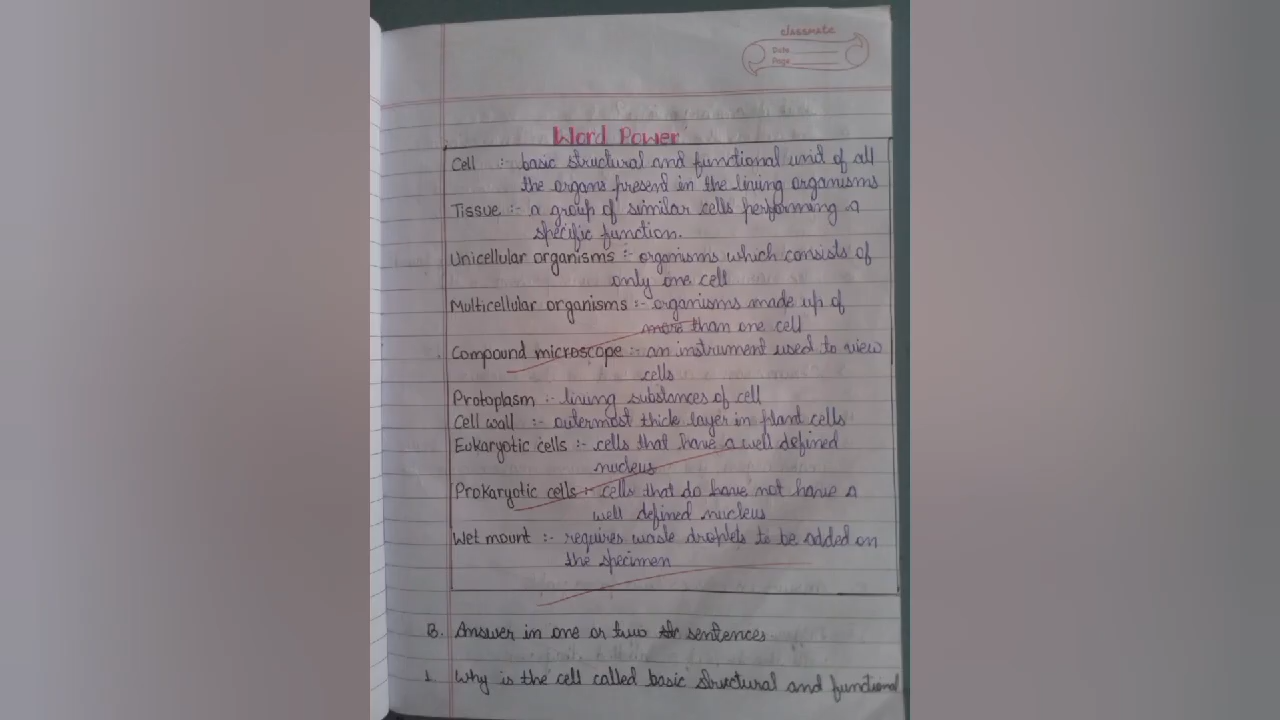 classmate
Date
Page
Word Power
Cell :- basic structural and functional unit of all
the organs present in the living organisms
Tissue :- a group of similar cells performing a
specific function.
Unicellular organisms :- organisms which consists of
only one cell
Multicellular organisms :- organisms made up of
more than one cell
Compound microscope :- an instrument used to view
cells
Protoplasm :- living substances of cell
Cell wall :- outermost thick layer in plant cells
Eukaryotic cells :- cells that have a well defined
nucleus
Prokaryotic cells :- cells that do have not have a
well defined nucleus
Wet mount :- requires droplets to be added on
the specimen
B. Answer in one or two sentences
1. Why is the cell called basic structural and functional